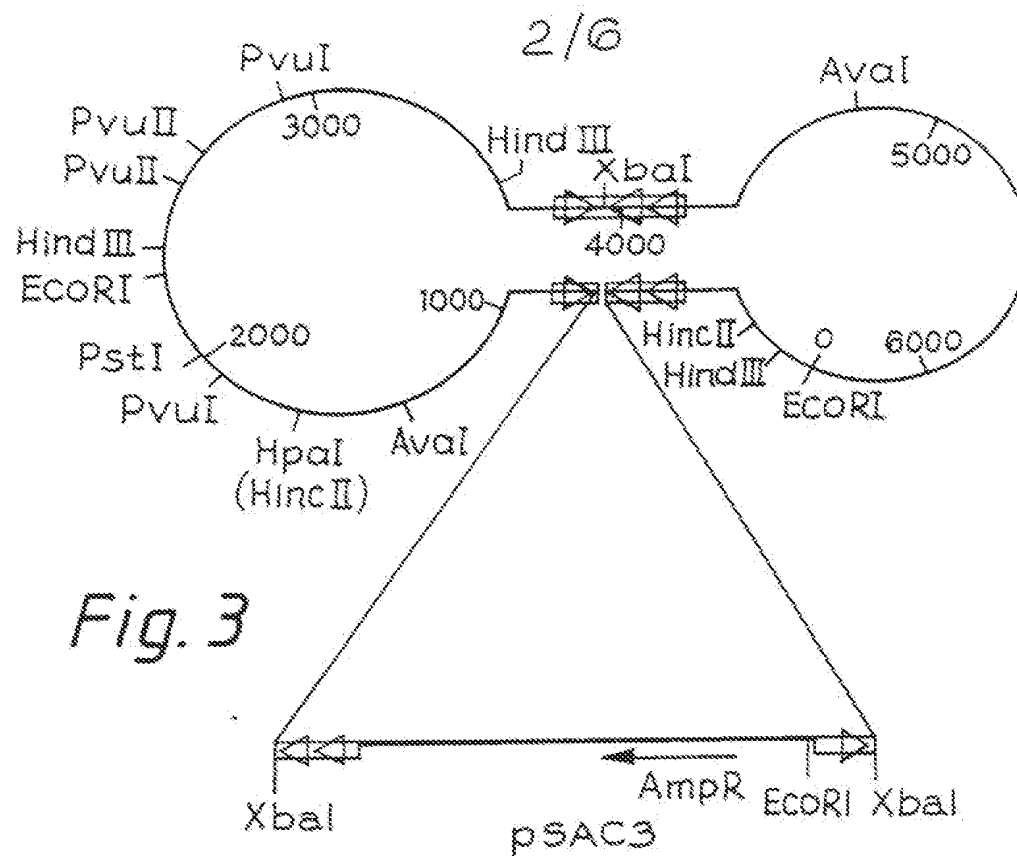 2/6
PvuI
3000
PvuII
PvuII
HindIII
EcoRI
PstI
2000
PvuI
HpaI
(HincII)
AvaI
1000
HindIII
XbaI
4000
AvaI
5000
HincII
HindIII
0
EcoRI
6000
Fig. 3
XbaI
AmpR
EcoRI XbaI
pSAC3